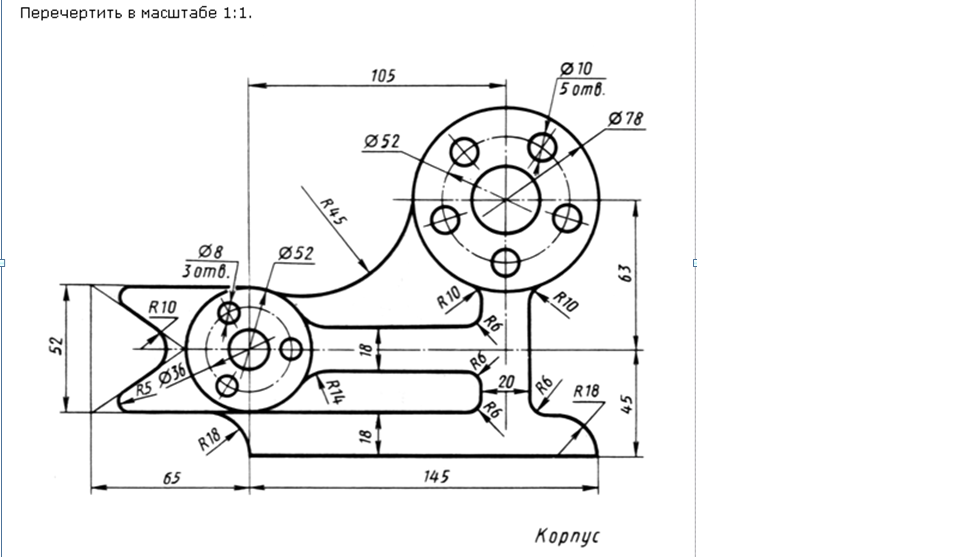 Перечертить в масштабе 1:1.
105
Ø10
5 отв.
Ø78
Ø52
R45
Ø8
3 отв.
Ø52
R10
63
R10
R10
R6
52
18
R6
R5
Ø36
R14
20
R6
R18
45
R6
R18
18
65
145
Корпус